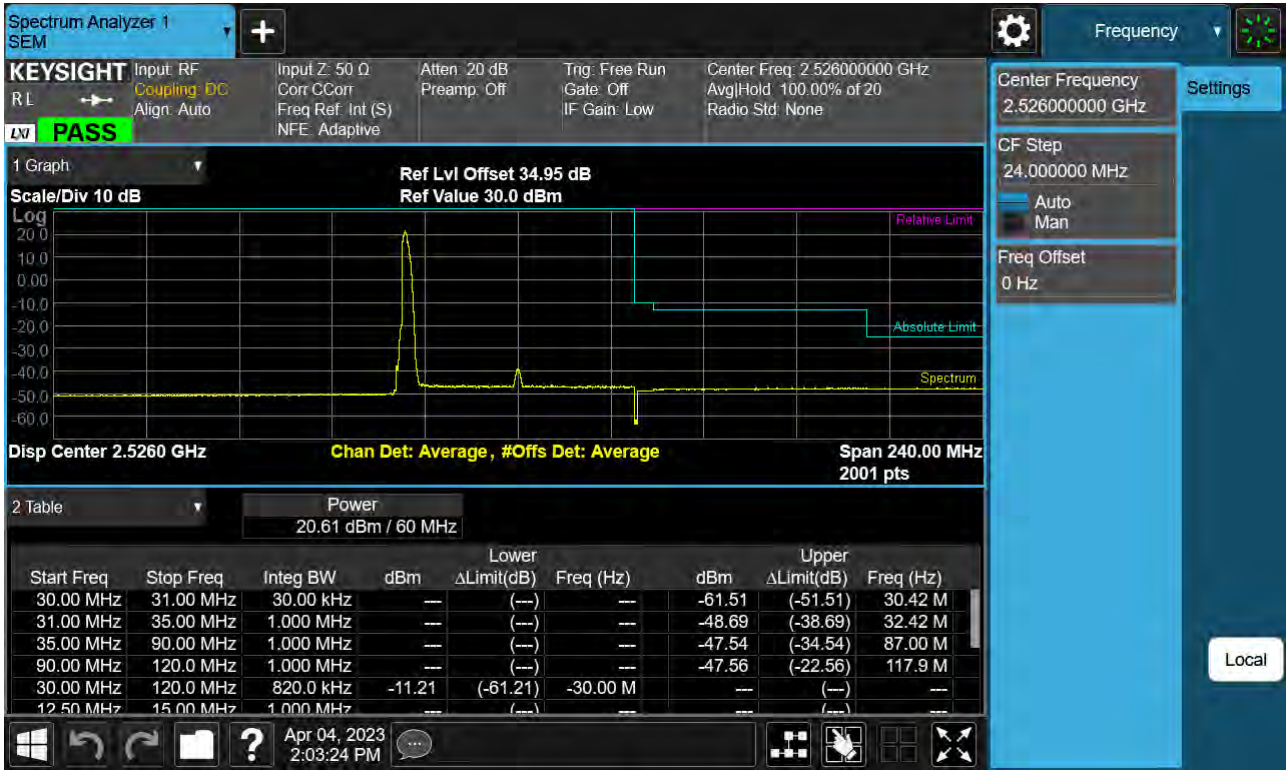 Spectrum Analyzer 1
SEM
Frequency
KEYSIGHT
RL
LXI
PASS
Input: RF
Coupling: DC
Align: Auto
Input Z: 50 Ω
Corr CCorr
Freq Ref: Int (S)
NFE: Adaptive
Atten: 20 dB
Preamp: Off
Trig: Free Run
Gate: Off
IF Gain: Low
Center Freq: 2.526000000 GHz
Avg|Hold: 100.00% of 20
Radio Std: None
1 Graph
Scale/Div 10 dB
Ref Lvl Offset 34.95 dB
Ref Value 30.0 dBm
Log
20.0
10.0
0.00
-10.0
-20.0
-30.0
-40.0
-50.0
-60.0
Relative Limit
Absolute Limit
Spectrum
Disp Center 2.5260 GHz
Chan Det: Average, #Offs Det: Average
Span 240.00 MHz
2001 pts
2 Table
Power
20.61 dBm / 60 MHz
Lower Upper
Start Freq Stop Freq Integ BW dBm ΔLimit(dB) Freq (Hz) dBm ΔLimit(dB) Freq (Hz)
30.00 MHz 31.00 MHz 30.00 kHz --- (---) --- -61.51 (-51.51) 30.42 M
31.00 MHz 35.00 MHz 1.000 MHz --- (---) --- -48.69 (-38.69) 32.42 M
35.00 MHz 90.00 MHz 1.000 MHz --- (---) --- -47.54 (-34.54) 87.00 M
90.00 MHz 120.0 MHz 1.000 MHz --- (---) --- -47.56 (-22.56) 117.9 M
30.00 MHz 120.0 MHz 820.0 kHz -11.21 (-61.21) -30.00 M --- (---) ---
12.50 MHz 15.00 MHz 1.000 MHz --- (---) --- --- (---) ---
Center Frequency
2.526000000 GHz
Settings
CF Step
24.000000 MHz
Auto
Man
Freq Offset
0 Hz
Local
?
Apr 04, 2023
2:03:24 PM